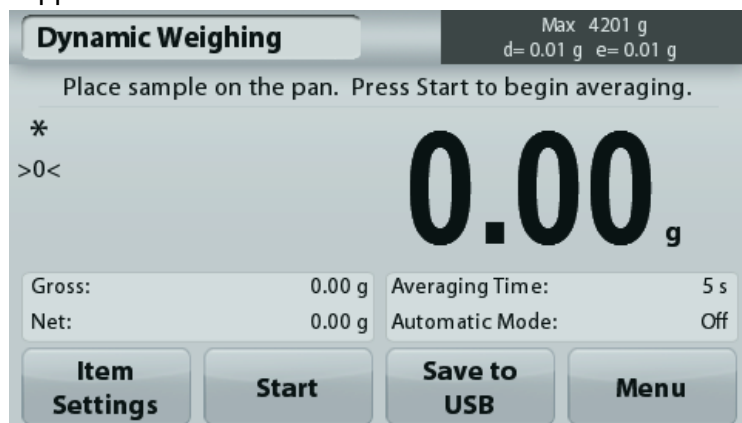 Dynamic Weighing
Max 4201 g
d= 0.01 g e= 0.01 g
Place sample on the pan. Press Start to begin averaging.
*
>0<
0.00 g
Gross: 0.00 g
Net: 0.00 g
Averaging Time: 5 s
Automatic Mode: Off
Item
Settings
Start
Save to
USB
Menu